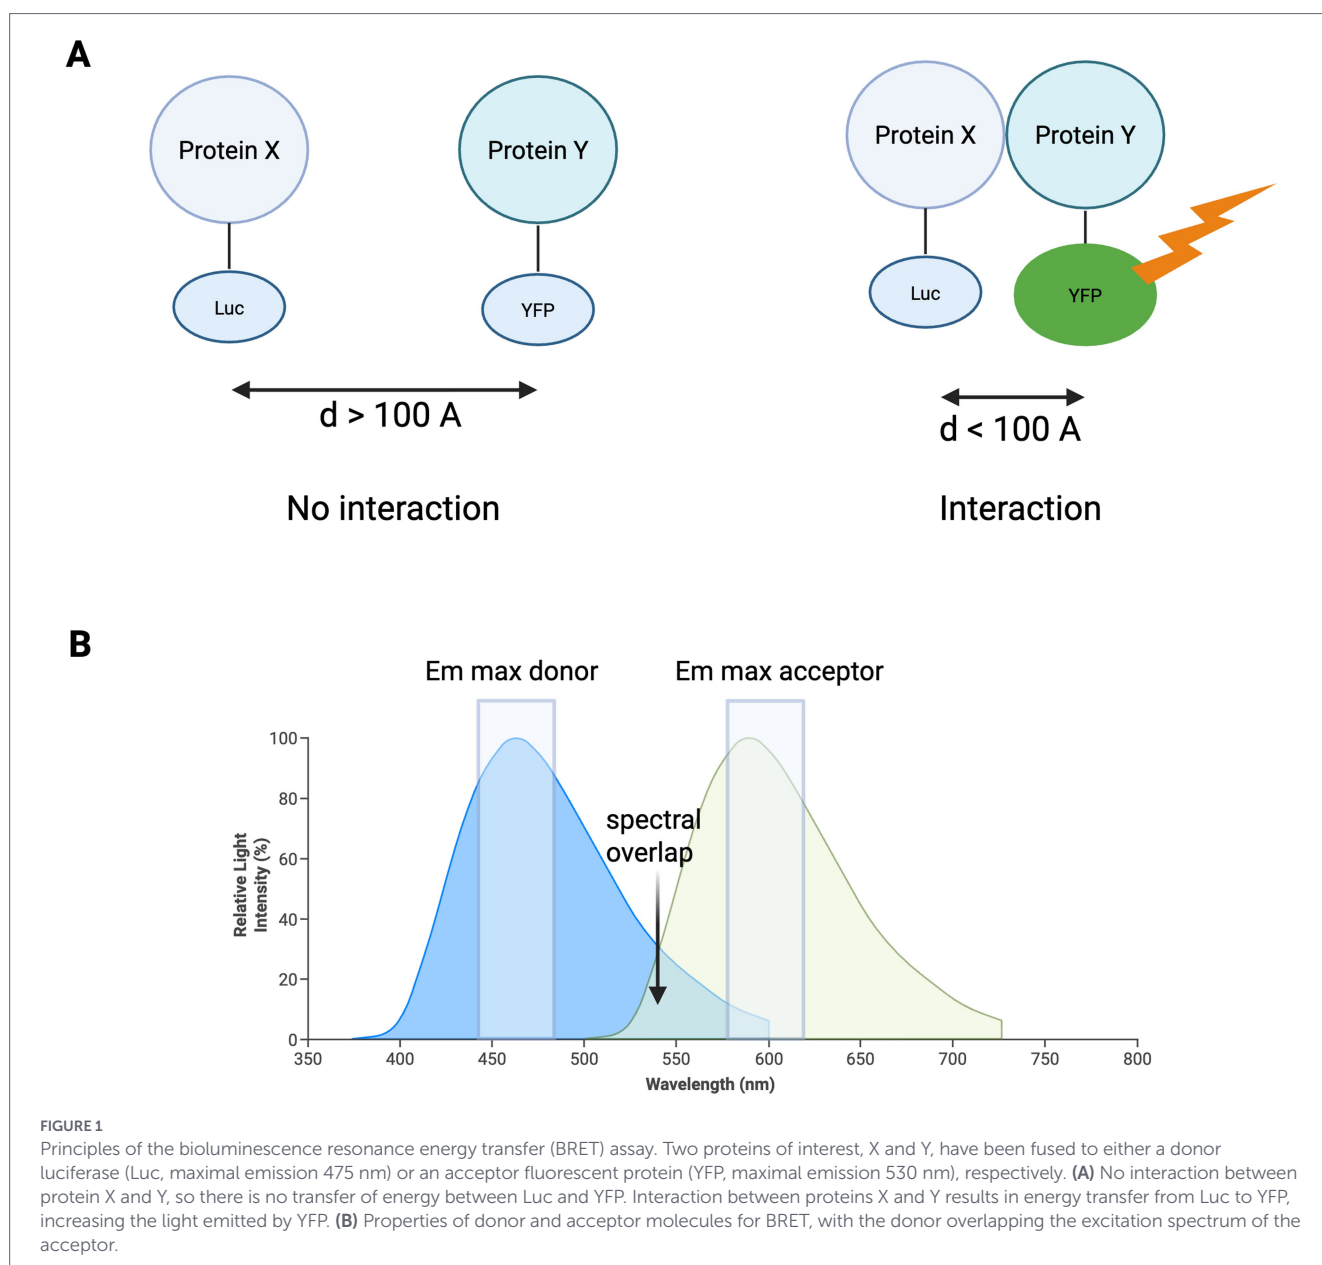 A
Protein X
Protein Y
Protein X
Protein Y
Luc
YFP
Luc
YFP
d > 100 A
d < 100 A
No interaction
Interaction
B
Em max donor
Em max acceptor
spectral
overlap
Relative Light
Intensity (%)
100
80
60
40
20
0
350 400 450 500 550 600 650 700 750 800
Wavelength (nm)
FIGURE 1
Principles of the bioluminescence resonance energy transfer (BRET) assay. Two proteins of interest, X and Y, have been fused to either a donor
luciferase (Luc, maximal emission 475 nm) or an acceptor fluorescent protein (YFP, maximal emission 530 nm), respectively. (A) No interaction between
protein X and Y, so there is no transfer of energy between Luc and YFP. Interaction between proteins X and Y results in energy transfer from Luc to YFP,
increasing the light emitted by YFP. (B) Properties of donor and acceptor molecules for BRET, with the donor overlapping the excitation spectrum of the
acceptor.